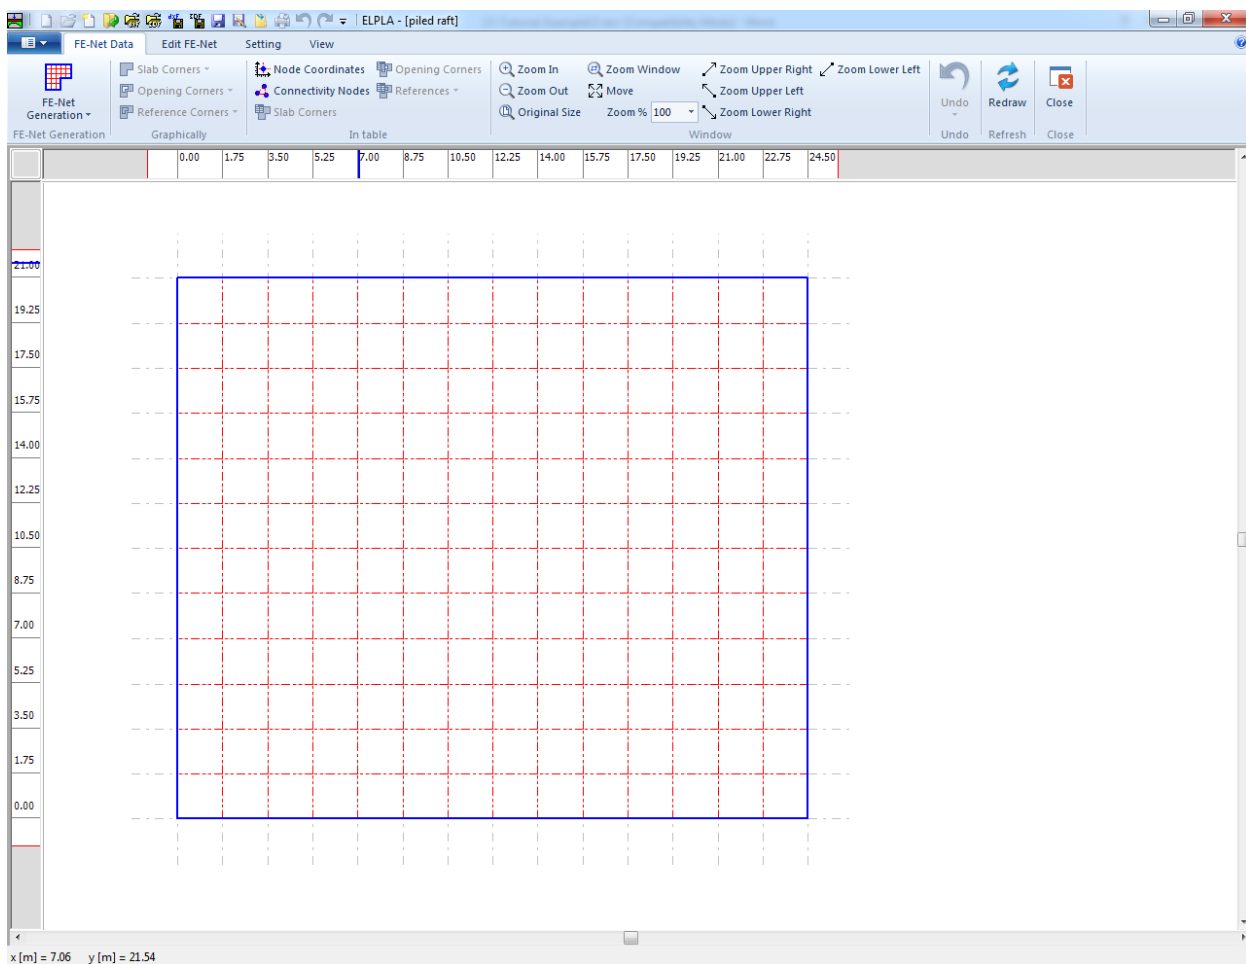 ELPLA - [piled raft]
FE-Net Data Edit FE-Net Setting View
Slab Corners Node Coordinates Opening Corners Zoom In Zoom Window Zoom Upper Right Zoom Lower Left
Opening Corners Connectivity Nodes References Zoom Out Move Zoom Upper Left
FE-Net Generation Reference Corners Slab Corners Original Size Zoom % 100 Zoom Lower Right Undo Redraw Close
FE-Net Generation Graphically In table Window Undo Refresh Close
0.00 1.75 3.50 5.25 7.00 8.75 10.50 12.25 14.00 15.75 17.50 19.25 21.00 22.75 24.50
21.00
19.25
17.50
15.75
14.00
12.25
10.50
8.75
7.00
5.25
3.50
1.75
0.00
x [m] = 7.06 y [m] = 21.54